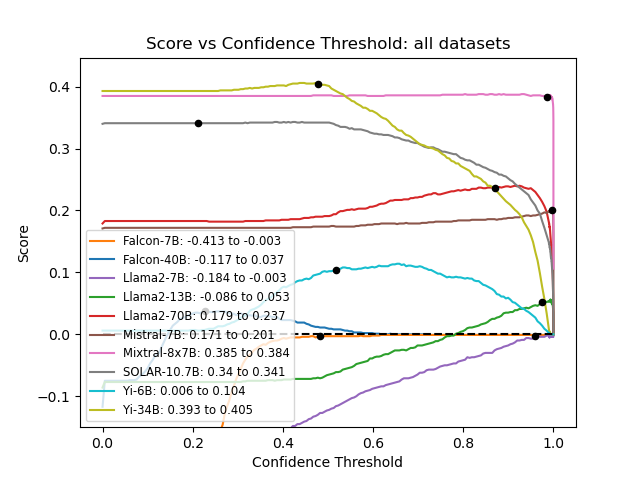 Score vs Confidence Threshold: all datasets
Score
0.4
0.3
0.2
0.1
0.0
−0.1
Falcon-7B: -0.413 to -0.003
Falcon-40B: -0.117 to 0.037
Llama2-7B: -0.184 to -0.003
Llama2-13B: -0.086 to 0.053
Llama2-70B: 0.179 to 0.237
Mistral-7B: 0.171 to 0.201
Mixtral-8x7B: 0.385 to 0.384
SOLAR-10.7B: 0.34 to 0.341
Yi-6B: 0.006 to 0.104
Yi-34B: 0.393 to 0.405
0.0 0.2 0.4 0.6 0.8 1.0
Confidence Threshold